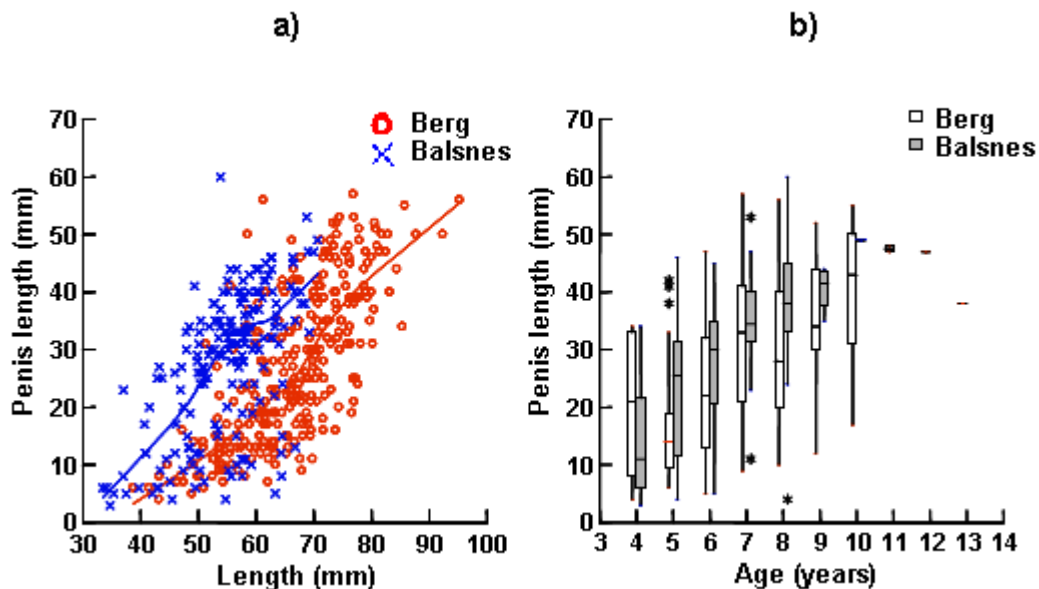 a)
b)
Penis length (mm)
70
60
50
40
30
20
10
0
Berg
Balsnes
30 40 50 60 70 80 90 100
Length (mm)
Penis length (mm)
70
60
50
40
30
20
10
0
Berg
Balsnes
3 4 5 6 7 8 9 10 11 12 13 14
Age (years)